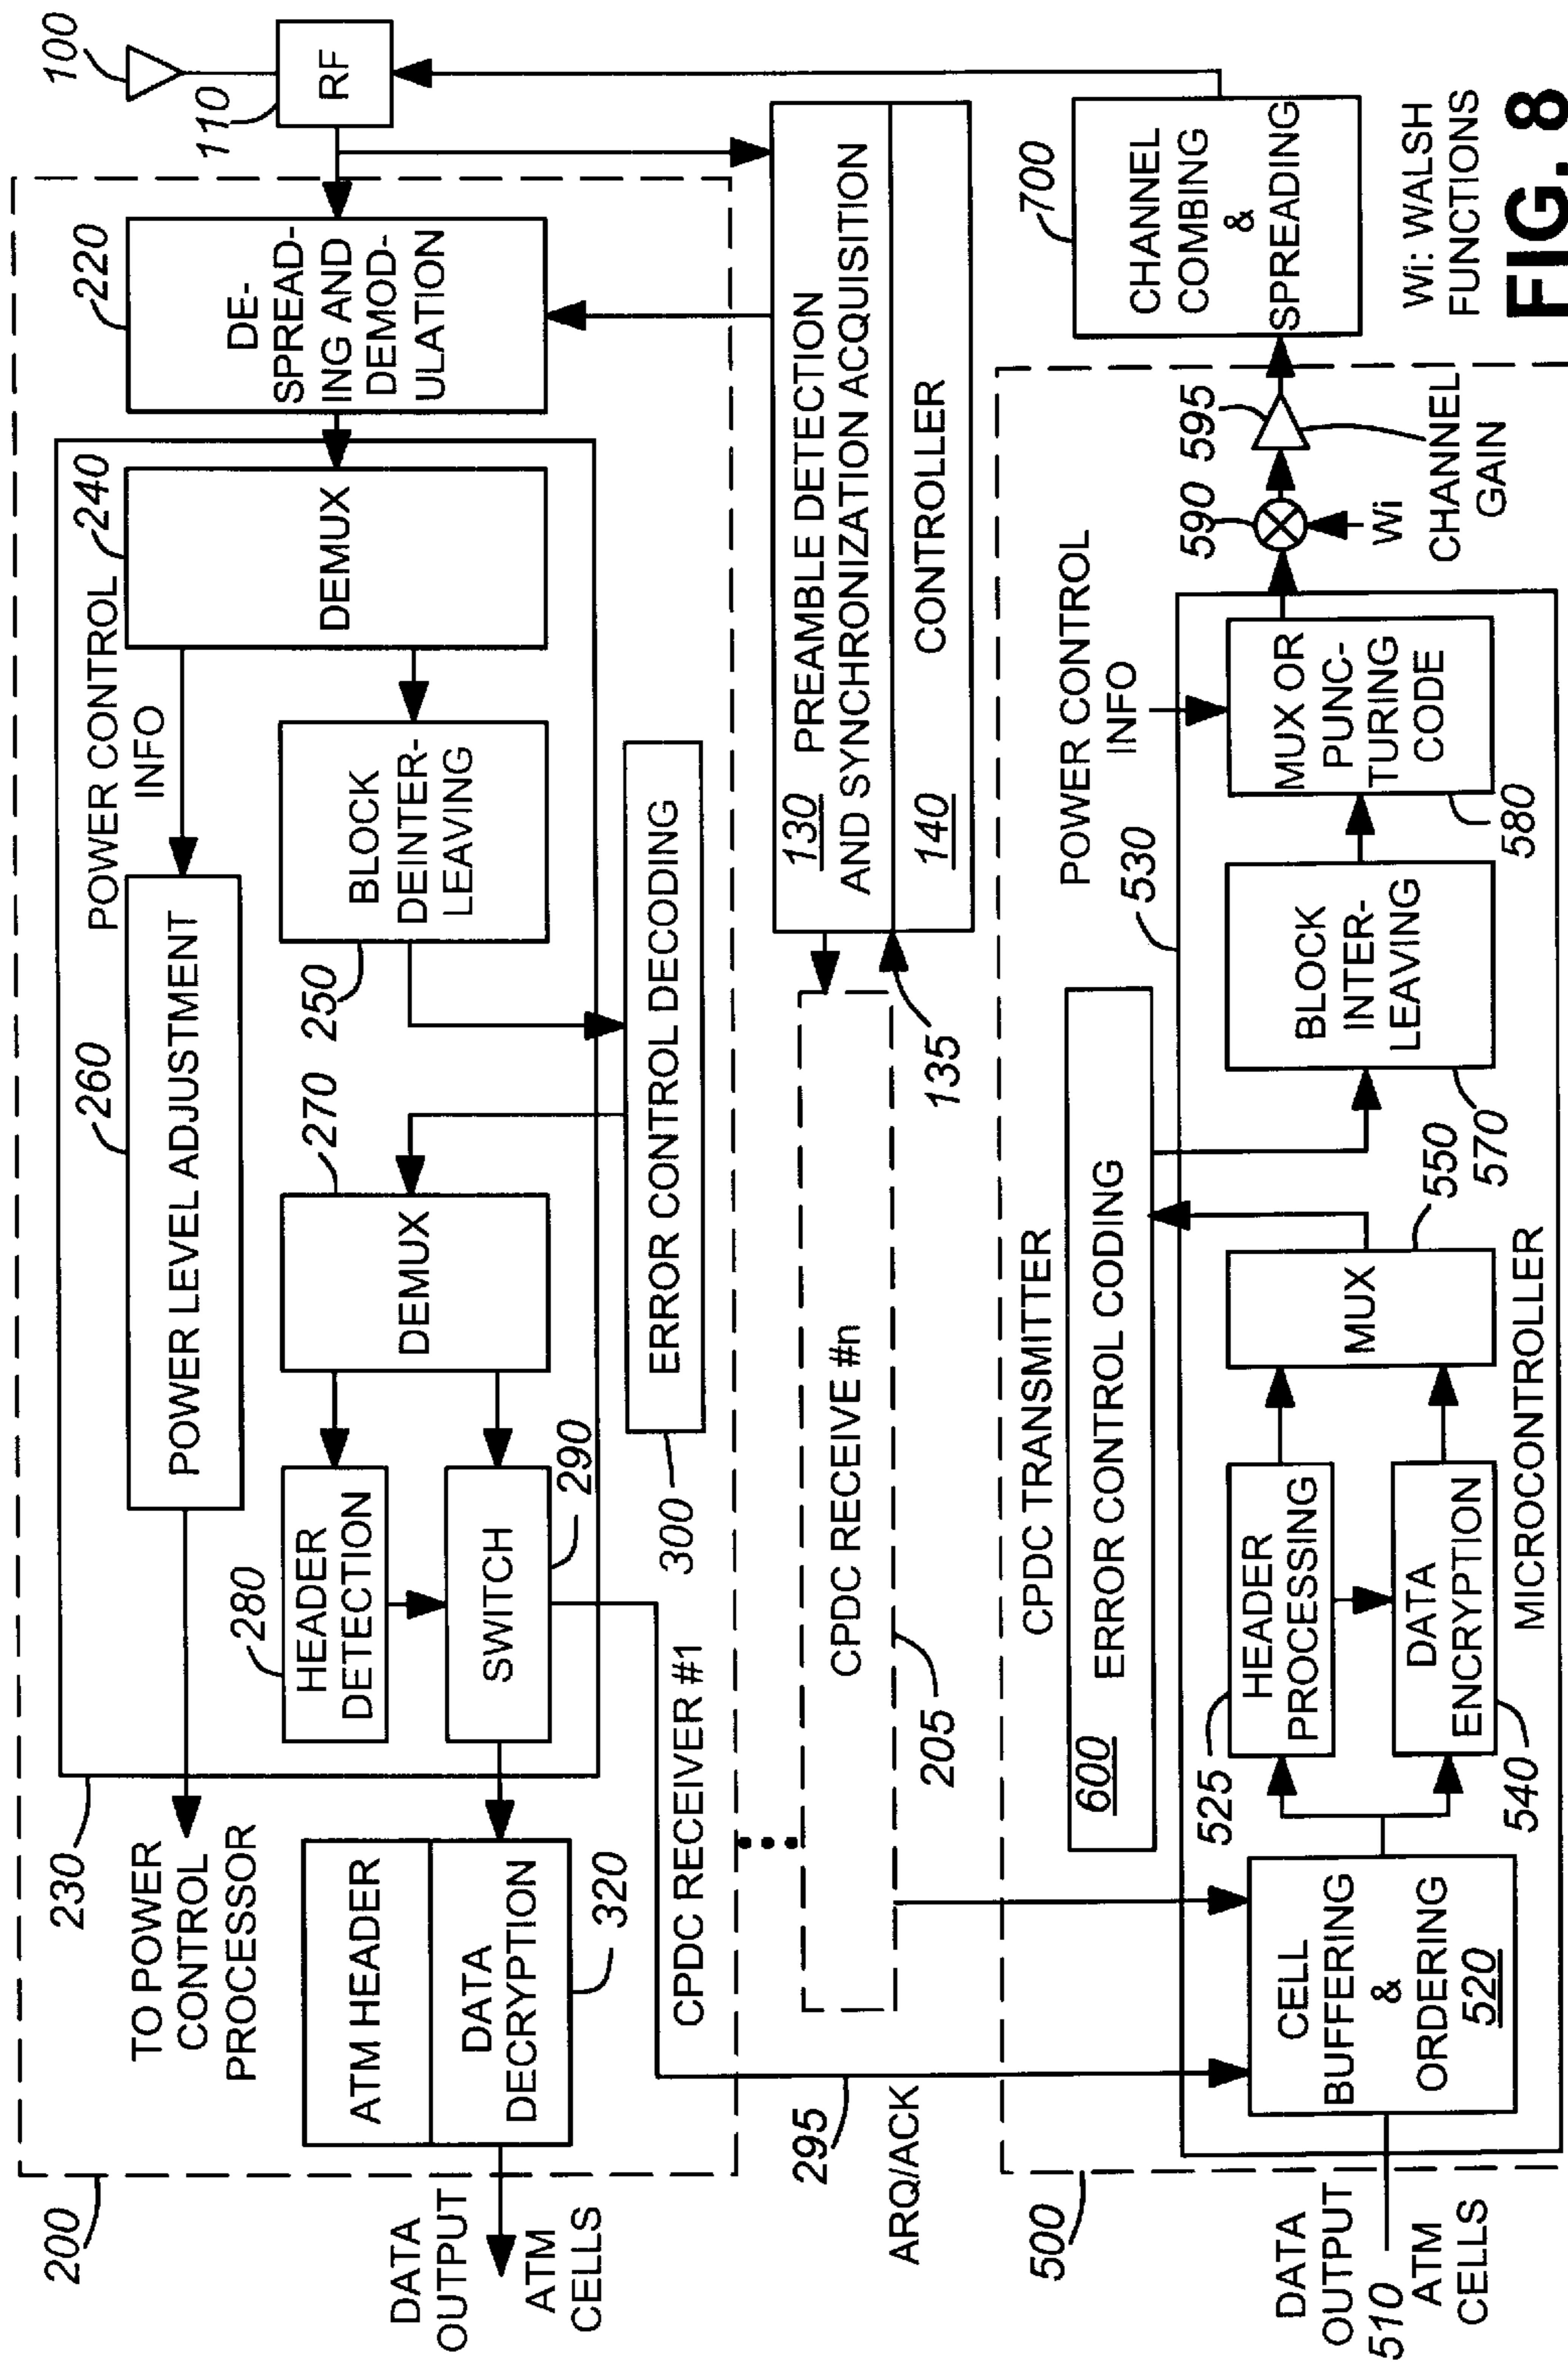 100
110
RF
220
DE-
SPREAD-
ING AND
DEMOD-
ULATION
240
DEMUX
POWER CONTROL
INFO
260
POWER LEVEL ADJUSTMENT
BLOCK
DEINTER-
LEAVING
250
270
DEMUX
280
HEADER
DETECTION
SWITCH
290
ERROR CONTROL DECODING
300
230
TO POWER
CONTROL
PROCESSOR
ATM HEADER
DATA
DECRYPTION
320
CPDC RECEIVER #1
200
DATA
OUTPUT
ATM
CELLS
130
PREAMBLE DETECTION
AND SYNCHRONIZATION ACQUISITION
140
CONTROLLER
135
CPDC RECEIVE #n
205
295
ARQ/ACK
500
CPDC TRANSMITTER
600
ERROR CONTROL CODING
530
DATA
OUTPUT
510
ATM
CELLS
CELL
BUFFERING
&
ORDERING
520
525
HEADER
PROCESSING
DATA
ENCRYPTION
540
MICROCONTROLLER
MUX
550
570
BLOCK
INTER-
LEAVING
POWER CONTROL
INFO
MUX OR
PUNC-
TURING
CODE
580
590
Wi
595
CHANNEL
GAIN
700
CHANNEL
COMBING
&
SPREADING
Wi: WALSH
FUNCTIONS
FIG. 8